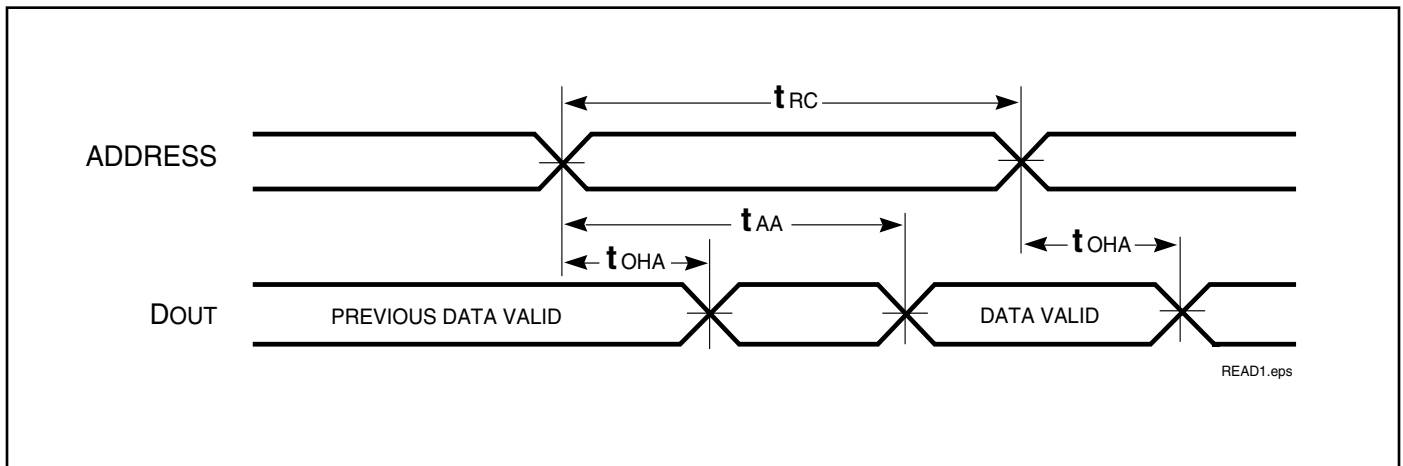 tRC
ADDRESS
tAA
tOHA
tOHA
DOUT
PREVIOUS DATA VALID
DATA VALID
READ1.eps